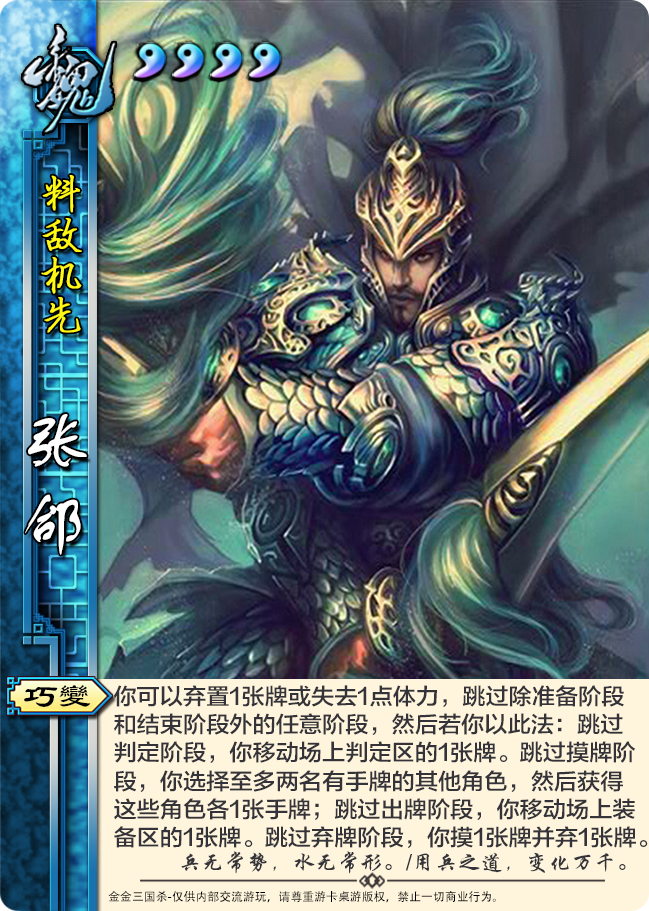 魏
料敌机先
张郃
巧變
你可以弃置1张牌或失去1点体力，跳过除准备阶段
和结束阶段外的任意阶段，然后若你以此法：跳过
判定阶段，你移动场上判定区的1张牌。跳过摸牌阶
段，你选择至多两名有手牌的其他角色，然后获得
这些角色各1张手牌；跳过出牌阶段，你移动场上装
备区的1张牌。跳过弃牌阶段，你摸1张牌并弃1张牌。
兵无常势，水无常形。/用兵之道，变化万千。
金金三国杀-仅供内部交流游玩，请尊重游卡桌游版权，禁止一切商业行为。